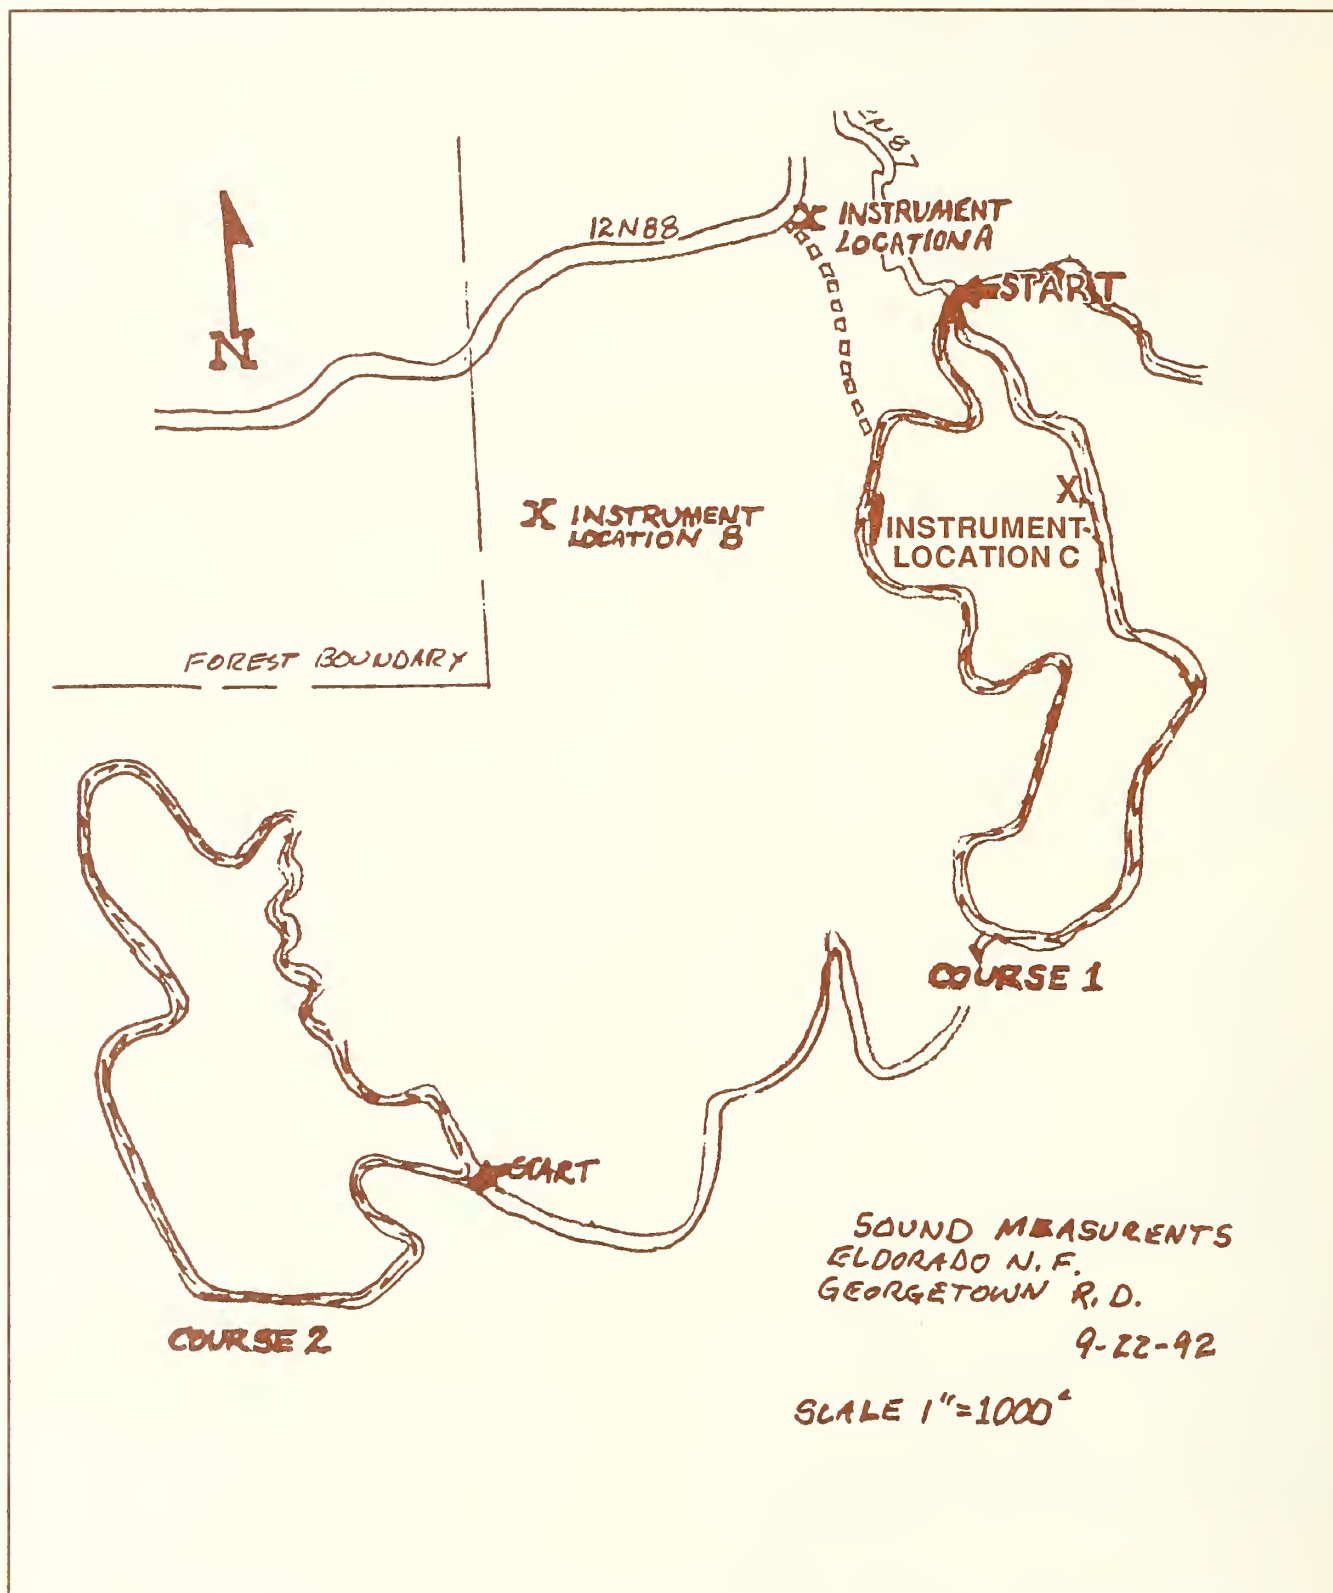 12N88
INSTRUMENT
LOCATION A
START
N
X
X INSTRUMENT
LOCATION B
X
INSTRUMENT
LOCATION C
FOREST BOUNDARY
COURSE 1
START
COURSE 2
SOUND MEASURENTS
ELDORADO N.F.
GEORGETOWN R.D.
9-22-92
SCALE 1"=1000'